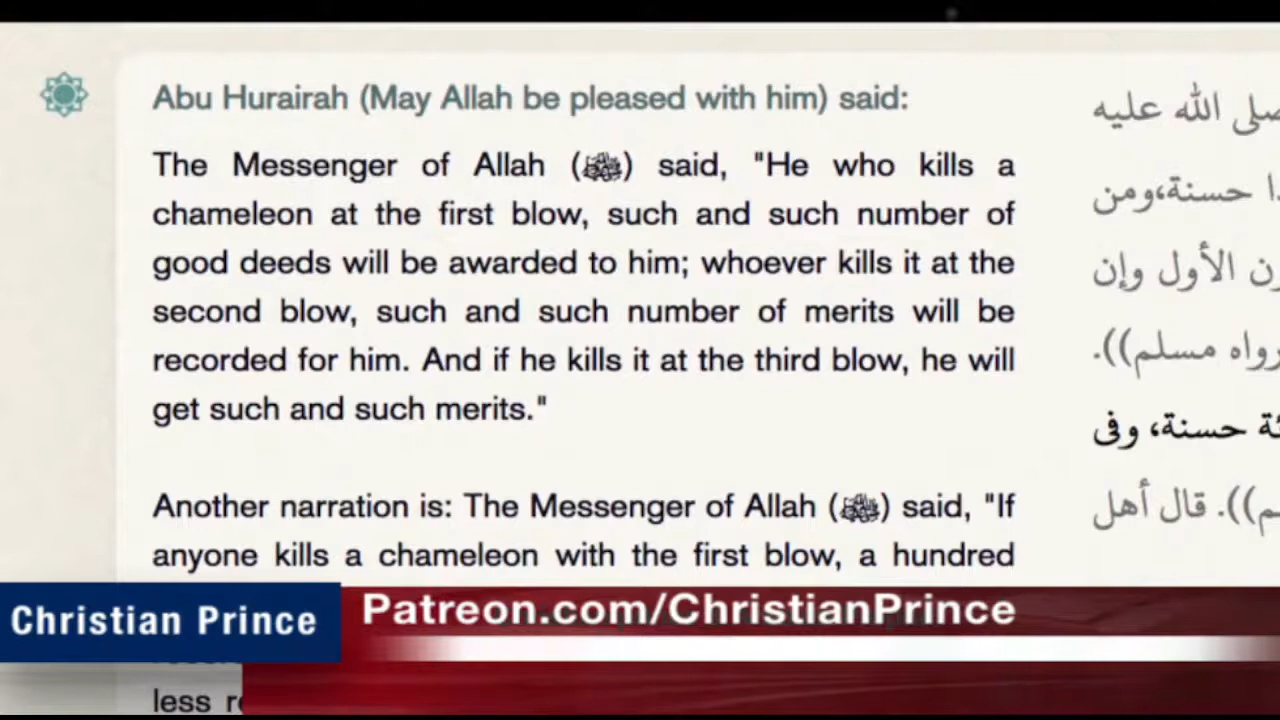 Abu Hurairah (May Allah be pleased with him) said:
The Messenger of Allah (ﷺ) said, "He who kills a
chameleon at the first blow, such and such number of
good deeds will be awarded to him; whoever kills it at the
second blow, such and such number of merits will be
recorded for him. And if he kills it at the third blow, he will
get such and such merits."
Another narration is: The Messenger of Allah (ﷺ) said, "If
anyone kills a chameleon with the first blow, a hundred
less
صلى الله عليه
حسنة،ومن
الأول وإن
رواه مسلم)).
حسنة، وفى
)). قال أهل
Christian Prince
Patreon.com/ChristianPrince